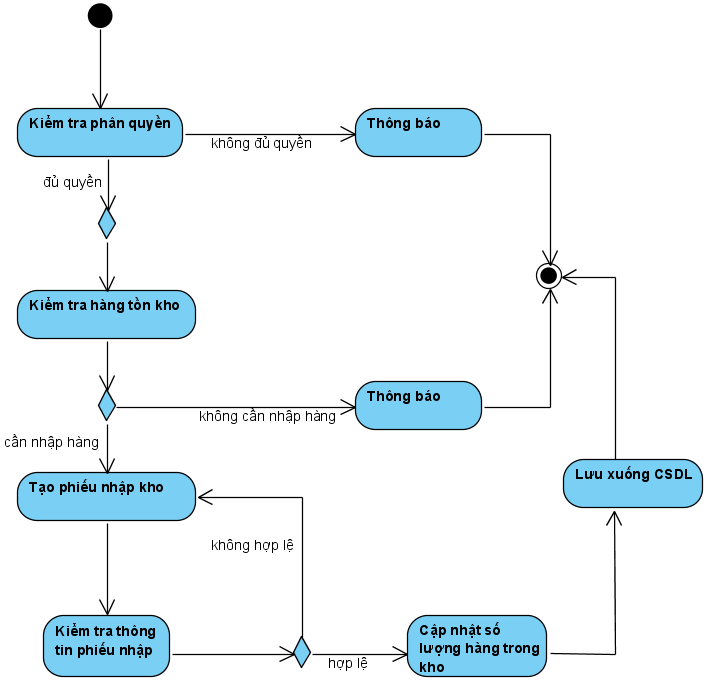 Kiểm tra phân quyền
không đủ quyền
Thông báo
đủ quyền
Kiểm tra hàng tồn kho
không cần nhập hàng
Thông báo
cần nhập hàng
Tạo phiếu nhập kho
Lưu xuống CSDL
không hợp lệ
Kiểm tra thông
tin phiếu nhập
hợp lệ
Cập nhật số
lượng hàng trong
kho